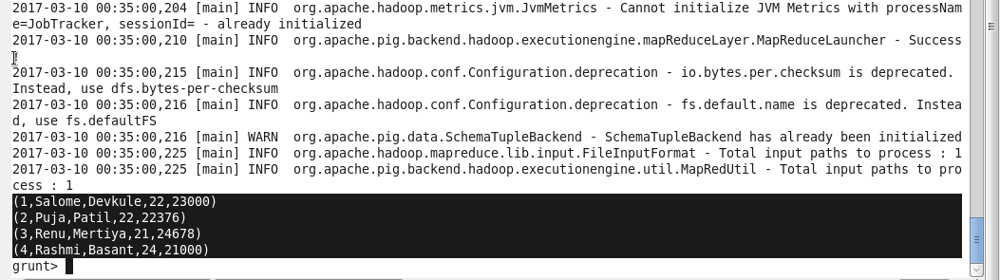 2017-03-10 00:35:00,204 [main] INFO  org.apache.hadoop.metrics.jvm.JvmMetrics - Cannot initialize JVM Metrics with processNam
e=JobTracker, sessionId= - already initialized
2017-03-10 00:35:00,210 [main] INFO  org.apache.pig.backend.hadoop.executionengine.mapReduceLayer.MapReduceLauncher - Success
!
2017-03-10 00:35:00,215 [main] INFO  org.apache.hadoop.conf.Configuration.deprecation - io.bytes.per.checksum is deprecated.
Instead, use dfs.bytes-per-checksum
2017-03-10 00:35:00,216 [main] INFO  org.apache.hadoop.conf.Configuration.deprecation - fs.default.name is deprecated. Instea
d, use fs.defaultFS
2017-03-10 00:35:00,216 [main] WARN  org.apache.pig.data.SchemaTupleBackend - SchemaTupleBackend has already been initialized
2017-03-10 00:35:00,225 [main] INFO  org.apache.hadoop.mapreduce.lib.input.FileInputFormat - Total input paths to process : 1
2017-03-10 00:35:00,225 [main] INFO  org.apache.pig.backend.hadoop.executionengine.util.MapRedUtil - Total input paths to pro
cess : 1
(1,Salome,Devkule,22,23000)
(2,Puja,Patil,22,22376)
(3,Renu,Mertiya,21,24678)
(4,Rashmi,Basant,24,21000)
grunt>